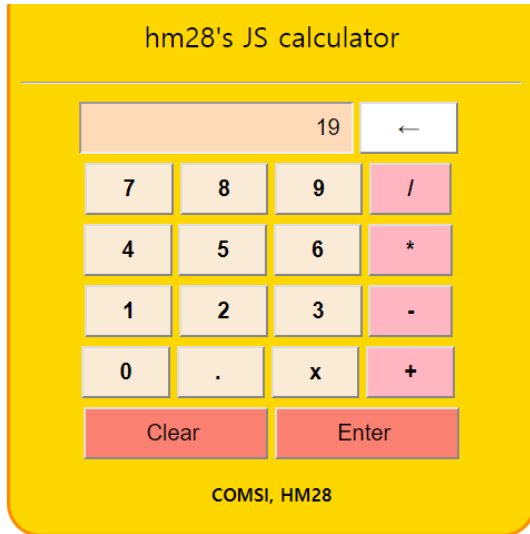 hm28's JS calculator
19 ←
7 8 9 /
4 5 6 *
1 2 3 -
0 . x +
Clear Enter
COMSI, HM28